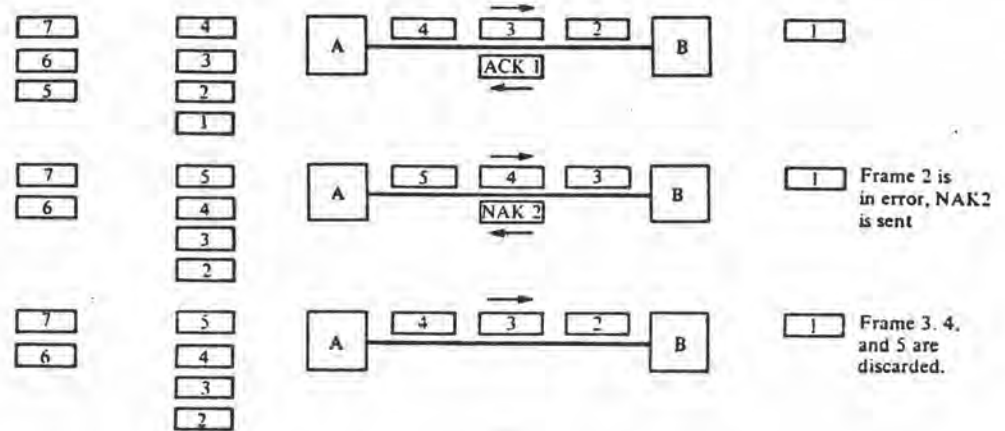 7 4 A 4 3 2 B 1
6 3 ACK 1
5 2
1
7 5 A 5 4 3 B 1 Frame 2 is
6 4 NAK 2 in error, NAK2
3 is sent
2
7 5 A 4 3 2 B 1 Frame 3. 4,
6 4 and 5 are
3 discarded.
2